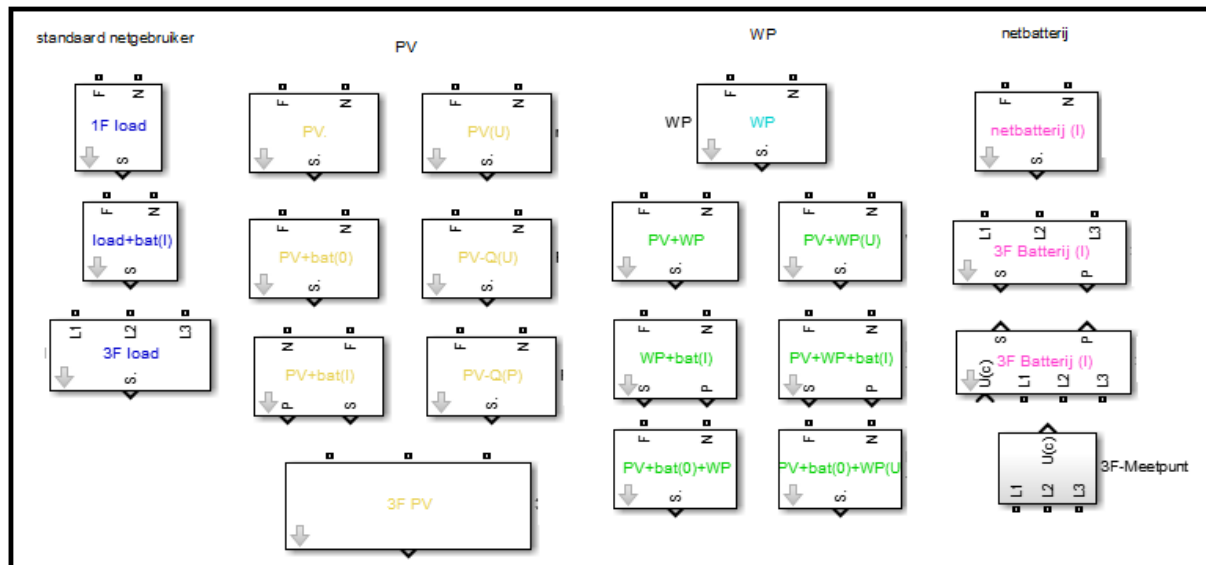 standaard netgebruiker
F N
1F load
S
F N
load+bat(I)
S
L1 L2 L3
3F load
S.
PV
F N
PV.
S.
F N
PV(U)
S.
F N
PV+bat(0)
S.
F N
PV-Q(U)
S.
N F
PV+bat(I)
P S
F N
PV-Q(P)
S.
3F PV
WP
WP
F N
WP
S.
F N
PV+WP
S.
F N
PV+WP(U)
S.
F N
WP+bat(I)
S P
F N
PV+WP+bat(I)
S P
F N
PV+bat(0)+WP
S.
F N
PV+bat(0)+WP(U
S.
netbatterij
F N
netbatterij (I)
S.
L1 L2 L3
3F Batterij (I)
S P
S P
3F Batterij (I)
U(c) L1 L2 L3
U(c)
3F-Meetpunt
L1 L2 L3